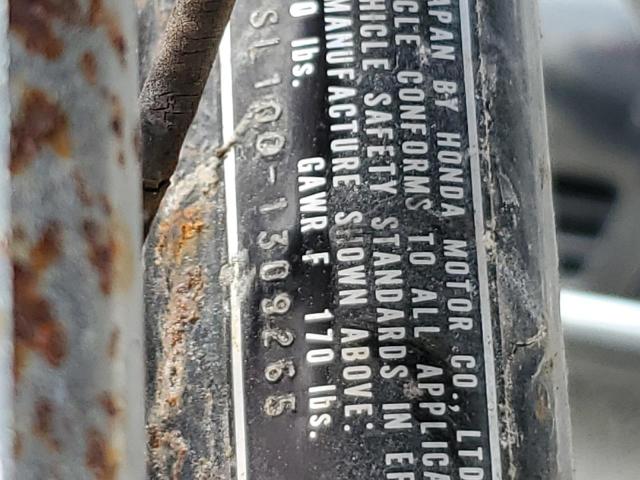 APAN BY HONDA MOTOR CO., LTD
CLE CONFORMS TO ALL APPLICA
HICLE SAFETY STANDARDS IN EF
MANUFACTURE SHOWN ABOVE:
GAWR F 170 lbs.
0 lbs.
SL100-1309265